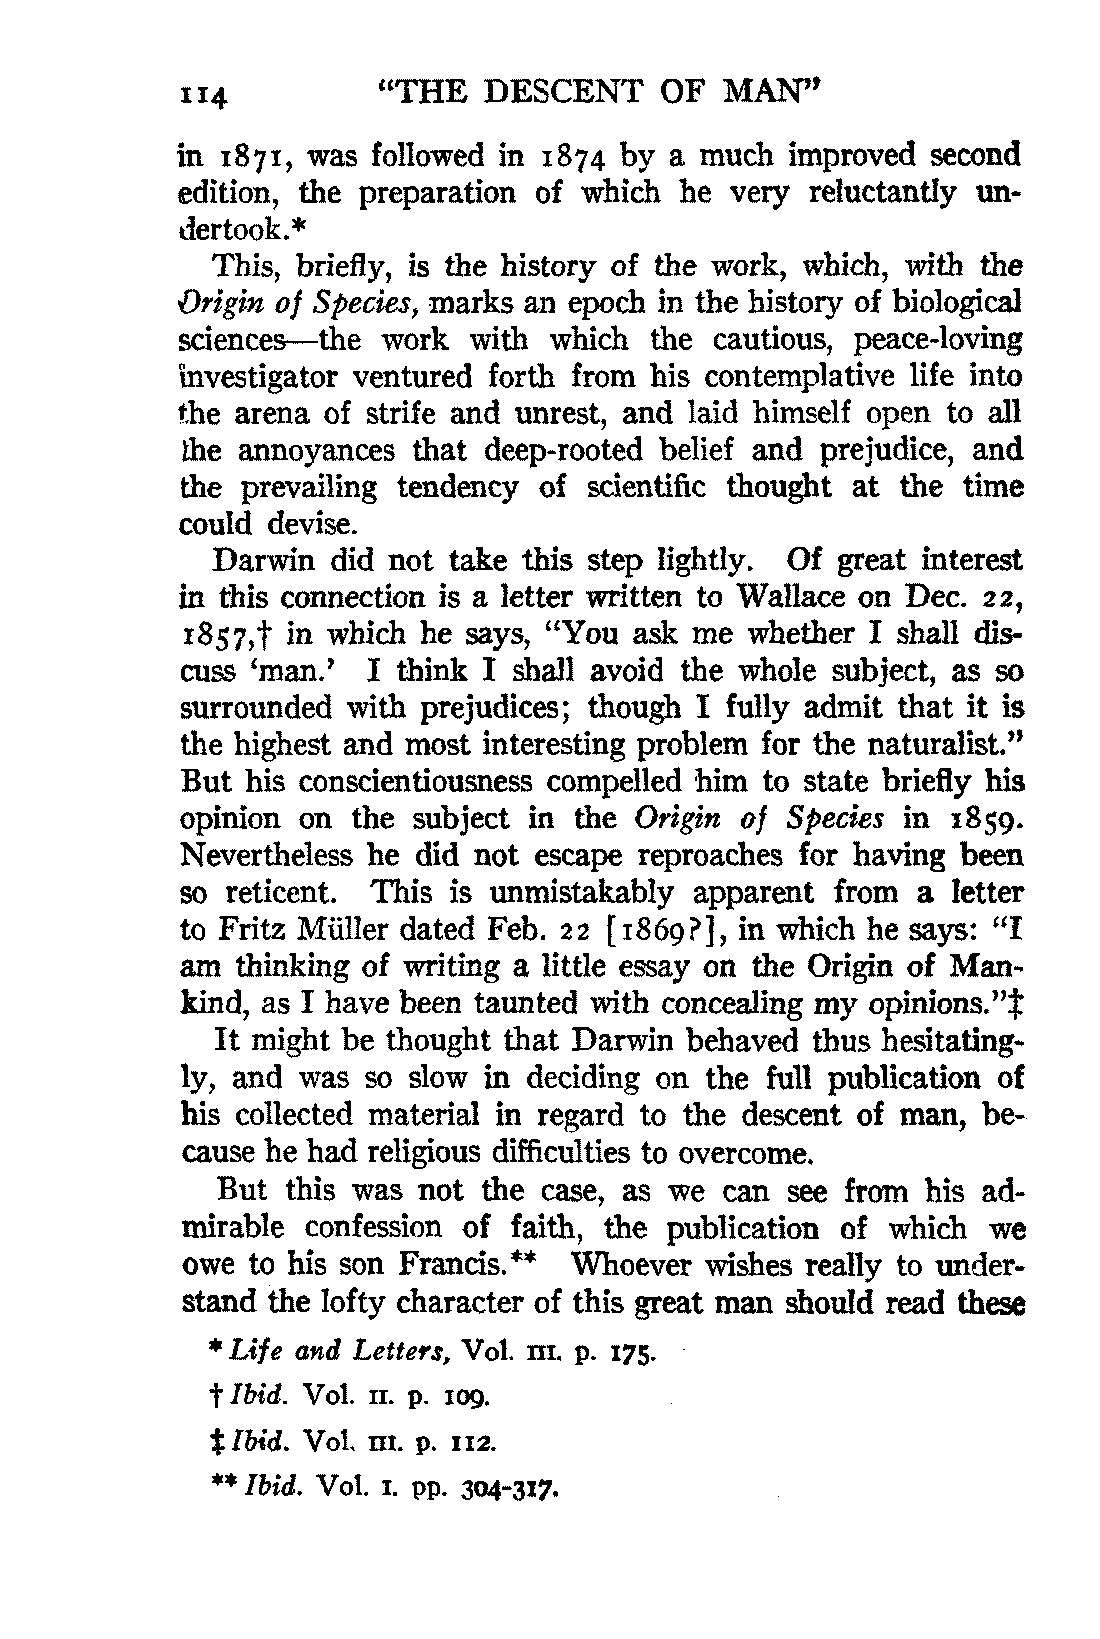 114 "THE DESCENT OF MAN"
in 1871, was followed in 1874 by a much improved second
edition, the preparation of which he very reluctantly un-
dertook.*
This, briefly, is the history of the work, which, with the
Origin of Species, marks an epoch in the history of biological
sciences—the work with which the cautious, peace-loving
investigator ventured forth from his contemplative life into
the arena of strife and unrest, and laid himself open to all
the annoyances that deep-rooted belief and prejudice, and
the prevailing tendency of scientific thought at the time
could devise.
Darwin did not take this step lightly. Of great interest
in this connection is a letter written to Wallace on Dec. 22,
1857,† in which he says, "You ask me whether I shall dis-
cuss 'man.' I think I shall avoid the whole subject, as so
surrounded with prejudices; though I fully admit that it is
the highest and most interesting problem for the naturalist."
But his conscientiousness compelled him to state briefly his
opinion on the subject in the Origin of Species in 1859.
Nevertheless he did not escape reproaches for having been
so reticent. This is unmistakably apparent from a letter
to Fritz Müller dated Feb. 22 [1869?], in which he says: "I
am thinking of writing a little essay on the Origin of Man-
kind, as I have been taunted with concealing my opinions."‡
It might be thought that Darwin behaved thus hesitating-
ly, and was so slow in deciding on the full publication of
his collected material in regard to the descent of man, be-
cause he had religious difficulties to overcome.
But this was not the case, as we can see from his ad-
mirable confession of faith, the publication of which we
owe to his son Francis.** Whoever wishes really to under-
stand the lofty character of this great man should read these
* Life and Letters, Vol. III. p. 175.
† Ibid. Vol. II. p. 109.
‡ Ibid. Vol. III. p. 112.
** Ibid. Vol. I. pp. 304-317.